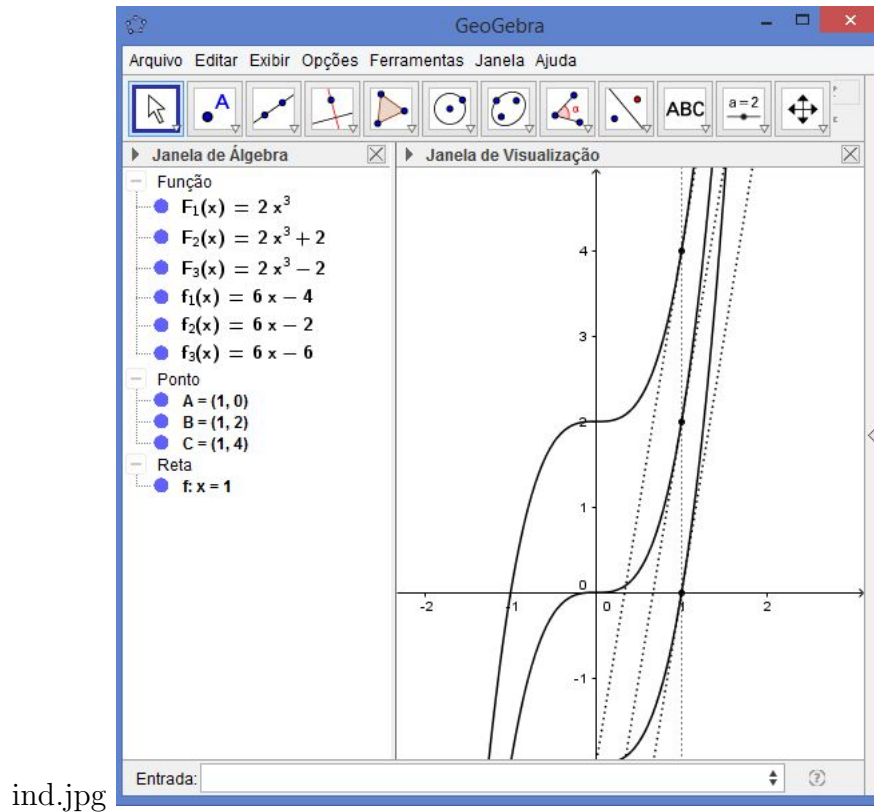 GeoGebra
Arquivo Editar Exibir Opções Ferramentas Janela Ajuda
A
α
ABC
a = 2
Janela de Álgebra
Janela de Visualização
Função
F₁(x) = 2 x³
F₂(x) = 2 x³ + 2
F₃(x) = 2 x³ − 2
f₁(x) = 6 x − 4
f₂(x) = 6 x − 2
f₃(x) = 6 x − 6
Ponto
A = (1, 0)
B = (1, 2)
C = (1, 4)
Reta
f: x = 1
4
3
2
1
0
-2 -1 0 1 2
-1
Entrada:
ind.jpg